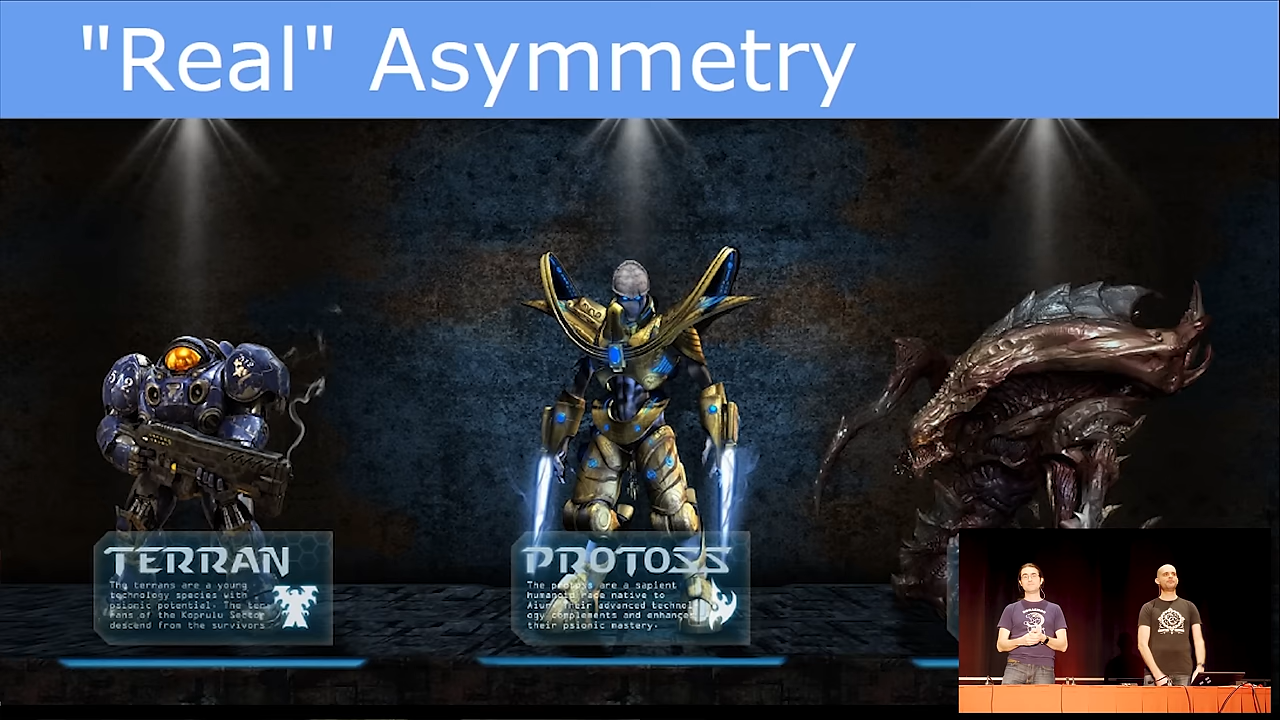 "Real" Asymmetry
TERRAN
The terrans are a young
technology species with
psionic potential. The ter
rans of the Koprulu Sector
descend from the survivors
PROTOSS
The protoss are a sapient
humanoid race native to
Aiur. Their advanced technol
ogy complements and enhances
their psionic mastery.